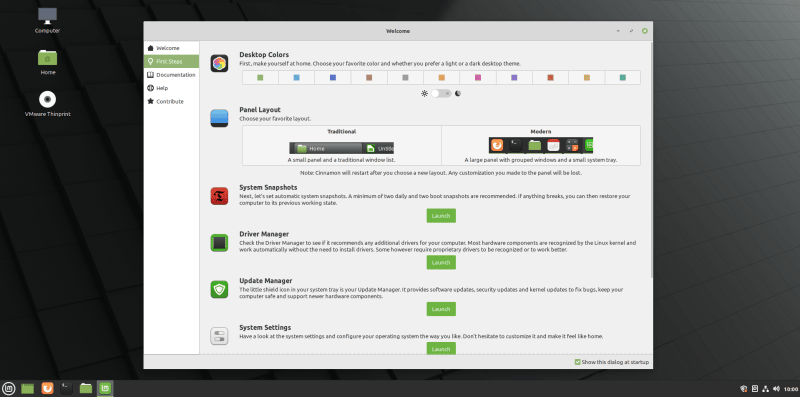 Computer
Home
VMware Thinprint
Welcome
Welcome
First Steps
Documentation
Help
Contribute
Desktop Colors
First, make yourself at home. Choose your favorite color and whether you prefer a light or a dark desktop theme.
Panel Layout
Choose your favorite layout.
Traditional
Home
Untitle
A small panel and a traditional window list.
Modern
A large panel with grouped windows and a small system tray.
Note: Cinnamon will restart after you choose a new layout. Any customization you made to the panel will be lost.
System Snapshots
Next, let's set automatic system snapshots. A minimum of two daily and two boot snapshots are recommended. If anything breaks, you can then restore your
computer to its previous working state.
Launch
Driver Manager
Check the Driver Manager to see if it recommends any additional drivers for your computer. Most hardware components are recognized by the Linux kernel and
work automatically without the need to install drivers. Some however require proprietary drivers to be recognized or to work better.
Launch
Update Manager
The little shield icon in your system tray is your Update Manager. It provides software updates, security updates and kernel updates to fix bugs, keep your
computer safe and support newer hardware components.
Launch
System Settings
Have a look at the system settings and configure your operating system the way you like. Don't hesitate to customize it and make it feel like home.
Launch
Show this dialog at startup
10:00